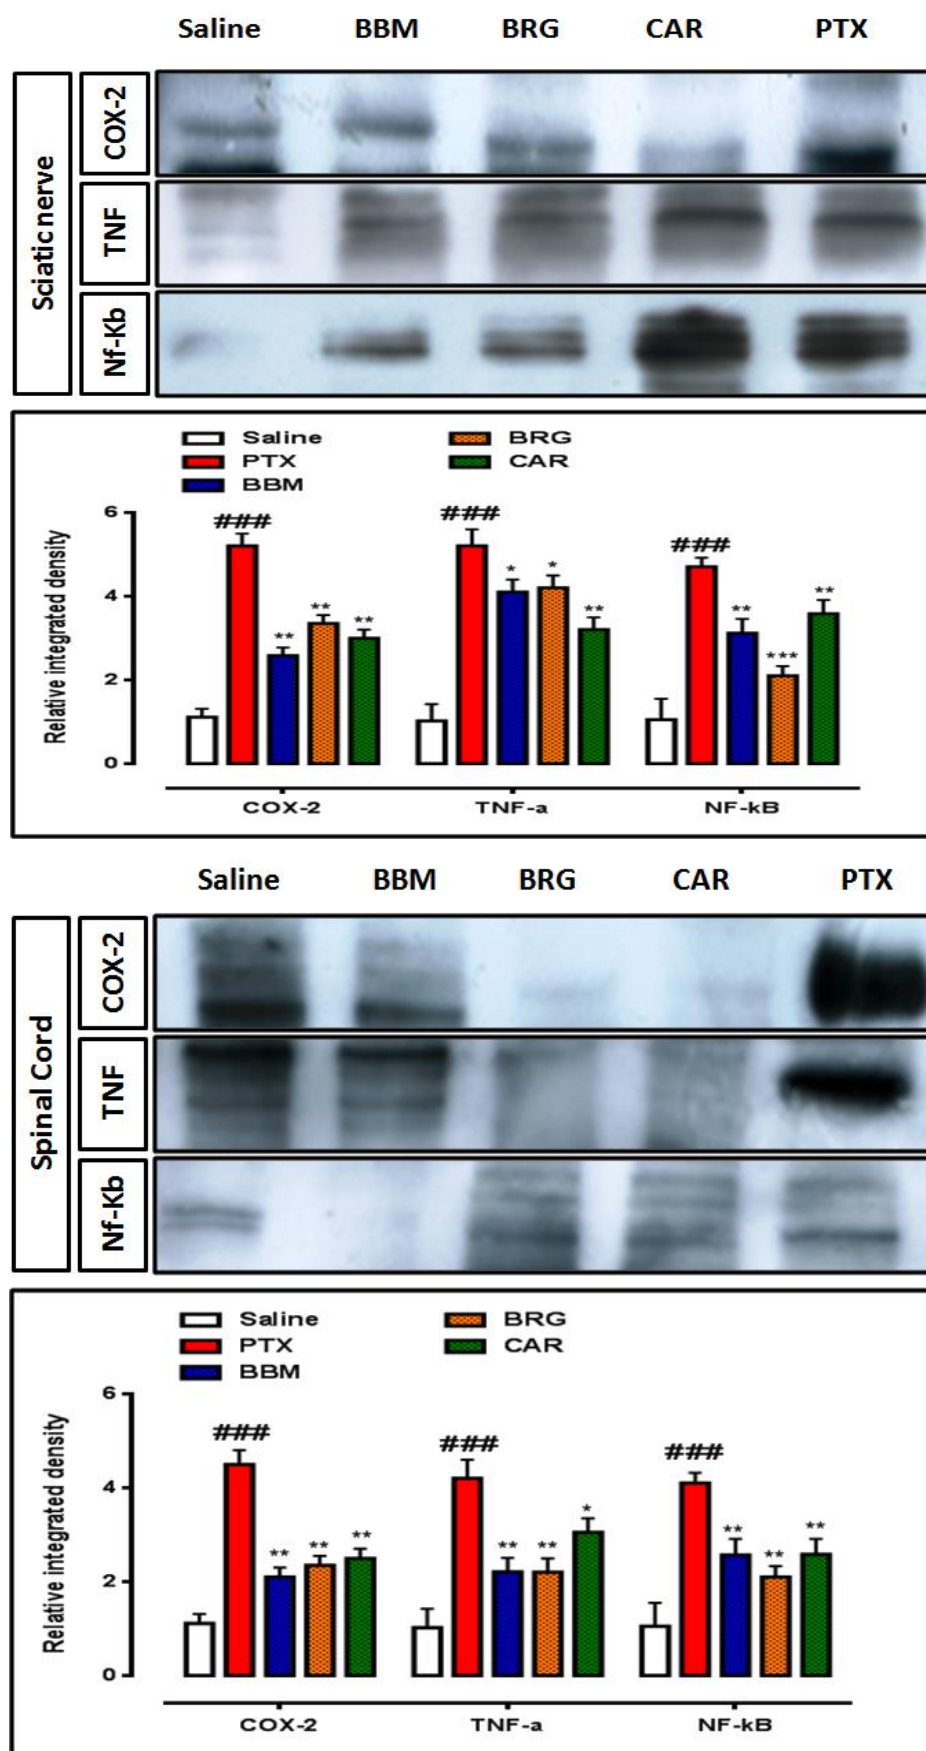 Saline BBM BRG CAR PTX
Sciatic nerve
COX-2
TNF
Nf-Kb
Saline BRG
PTX CAR
BBM
Relative integrated density
6
4
2
0
###
**
**
**
###
*
*
**
###
**
***
**
COX-2 TNF-a NF-kB
Saline BBM BRG CAR PTX
Spinal Cord
COX-2
TNF
Nf-Kb
Saline BRG
PTX CAR
BBM
Relative integrated density
6
4
2
0
###
**
**
**
###
**
**
*
###
**
**
**
COX-2 TNF-a NF-kB